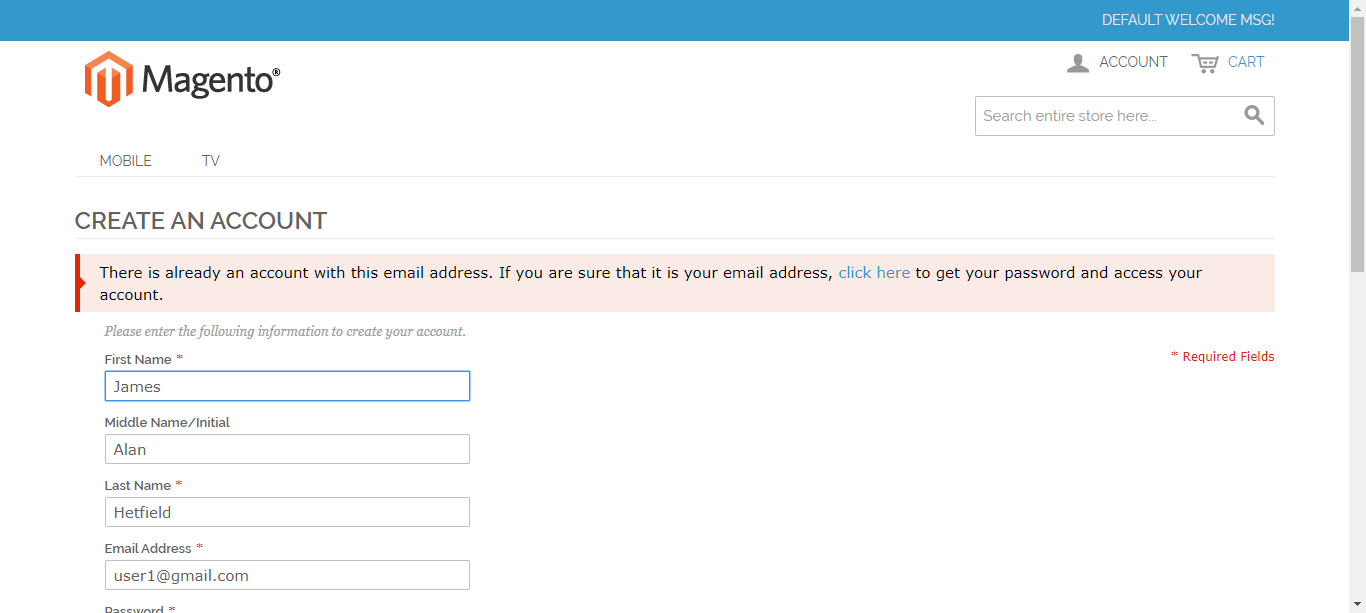 DEFAULT WELCOME MSG!
Magento®
ACCOUNT
CART
Search entire store here...
MOBILE
TV
CREATE AN ACCOUNT
There is already an account with this email address. If you are sure that it is your email address, click here to get your password and access your
account.
Please enter the following information to create your account.
* Required Fields
First Name *
James
Middle Name/Initial
Alan
Last Name *
Hetfield
Email Address *
user1@gmail.com
Password *